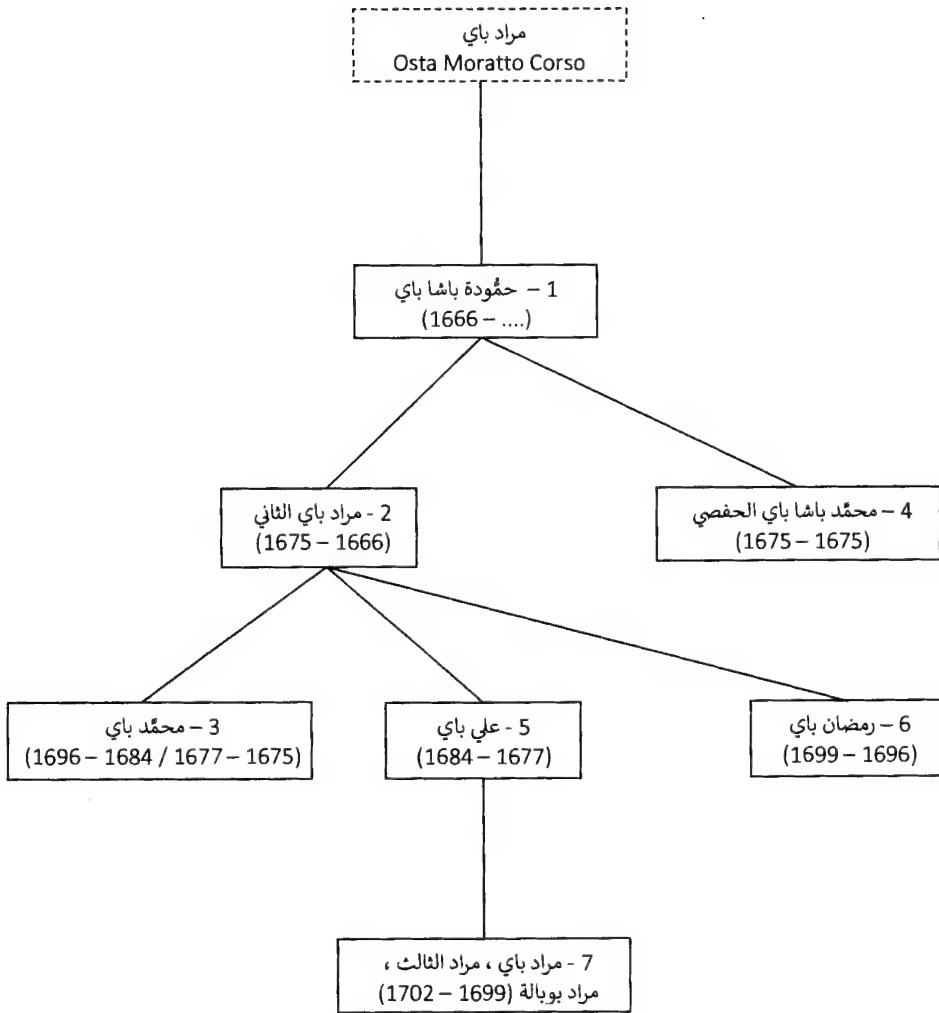 مراد باي
Osta Moratto Corso
1 – حمُّودة باشا باي
(.... – 1666)
2 - مراد باي الثاني
(1666 – 1675)
4 – محمَّد باشا باي الحفصي
(1675 – 1675)
3 – محمَّد باي
(1675 – 1677 / 1684 – 1696)
5 - علي باي
(1677 – 1684)
6 – رمضان باي
(1696 – 1699)
7 - مراد باي ، مراد الثالث ،
مراد بوبالة (1699 – 1702)